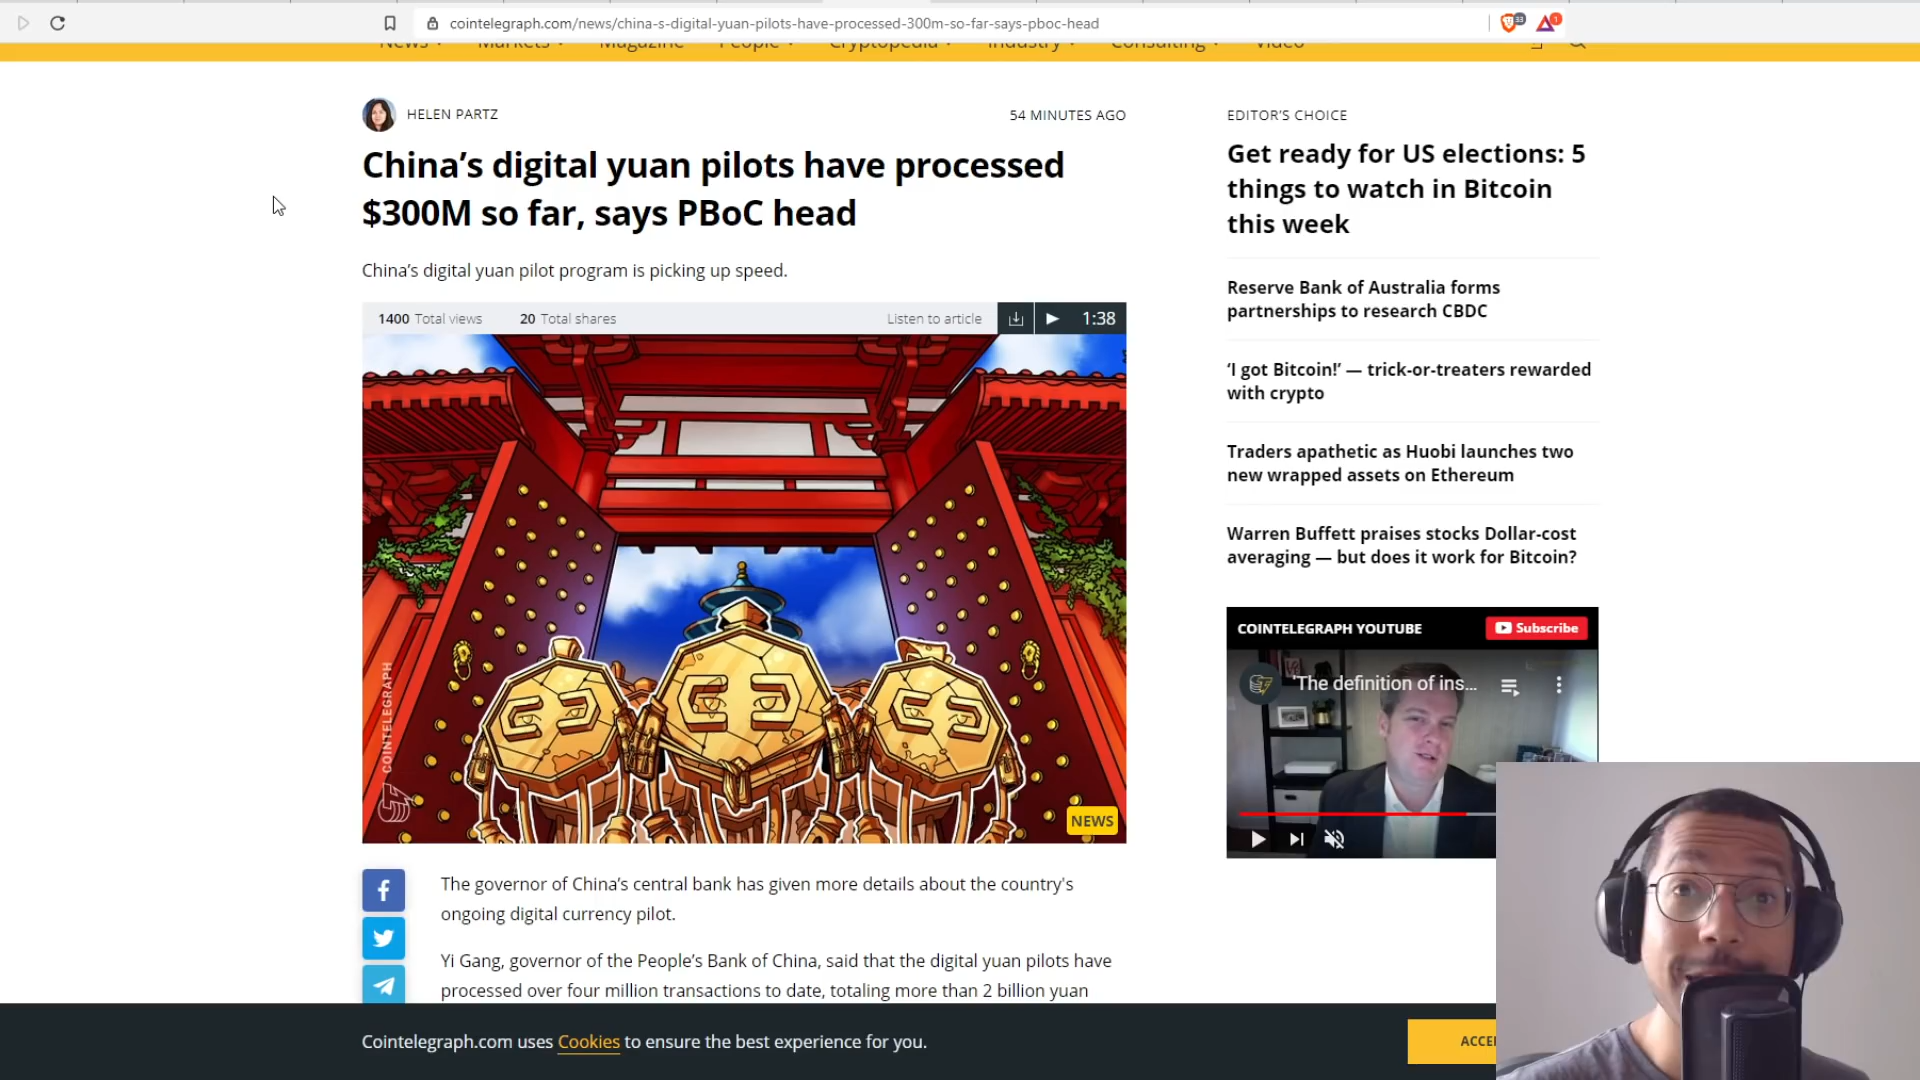 cointelegraph.com/news/china-s-digital-yuan-pilots-have-processed-300m-so-far-says-pboc-head
33
1
News
Markets
Magazine
People
Cryptopedia
Industry
Consulting
Video
HELEN PARTZ
54 MINUTES AGO
China’s digital yuan pilots have processed
$300M so far, says PBoC head
China’s digital yuan pilot program is picking up speed.
1400 Total views
20 Total shares
Listen to article
1:38
COINTELEGRAPH
NEWS
The governor of China’s central bank has given more details about the country's
ongoing digital currency pilot.
Yi Gang, governor of the People’s Bank of China, said that the digital yuan pilots have
processed over four million transactions to date, totaling more than 2 billion yuan
EDITOR’S CHOICE
Get ready for US elections: 5
things to watch in Bitcoin
this week
Reserve Bank of Australia forms
partnerships to research CBDC
‘I got Bitcoin!’ — trick-or-treaters rewarded
with crypto
Traders apathetic as Huobi launches two
new wrapped assets on Ethereum
Warren Buffett praises stocks Dollar-cost
averaging — but does it work for Bitcoin?
COINTELEGRAPH YOUTUBE
Subscribe
'The definition of ins...
Cointelegraph.com uses Cookies to ensure the best experience for you.
ACCE